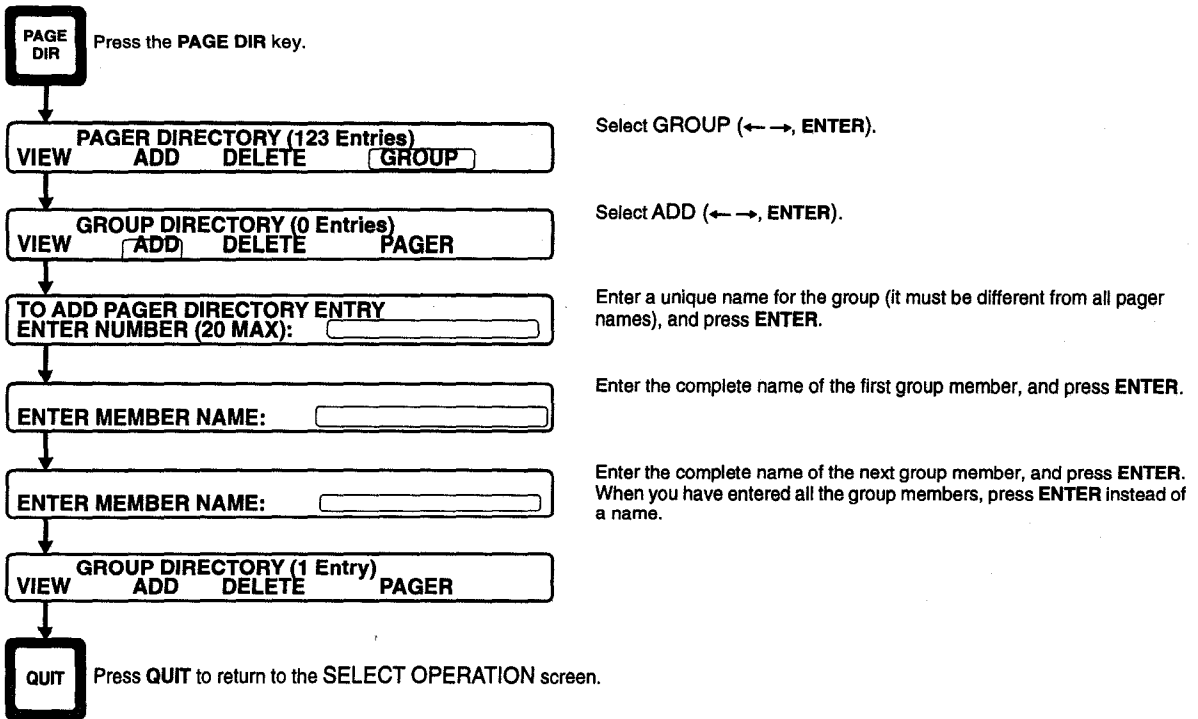 PAGE
DIR
Press the PAGE DIR key.
PAGER DIRECTORY (123 Entries)
VIEW ADD DELETE GROUP
Select GROUP (← →, ENTER).
GROUP DIRECTORY (0 Entries)
VIEW ADD DELETE PAGER
Select ADD (← →, ENTER).
TO ADD PAGER DIRECTORY ENTRY
ENTER NUMBER (20 MAX):
Enter a unique name for the group (it must be different from all pager
names), and press ENTER.
ENTER MEMBER NAME:
Enter the complete name of the first group member, and press ENTER.
ENTER MEMBER NAME:
Enter the complete name of the next group member, and press ENTER.
When you have entered all the group members, press ENTER instead of
a name.
GROUP DIRECTORY (1 Entry)
VIEW ADD DELETE PAGER
QUIT
Press QUIT to return to the SELECT OPERATION screen.